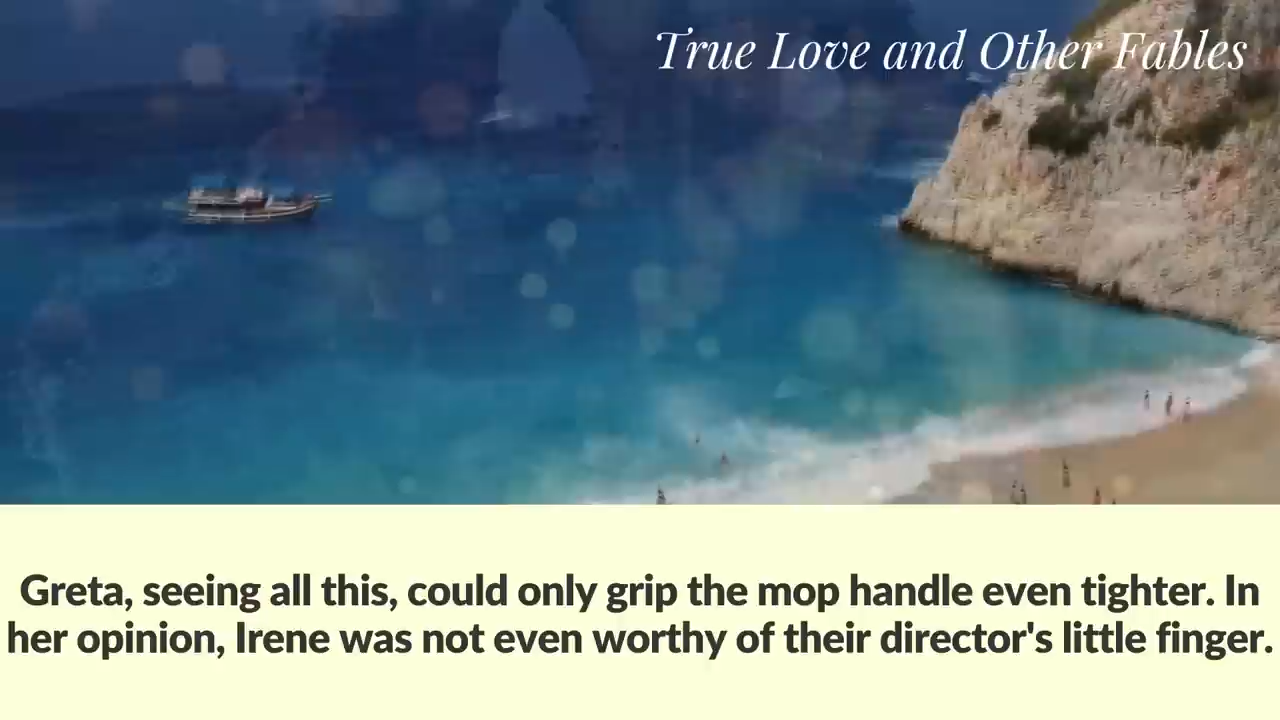 True Love and Other Fables
Greta, seeing all this, could only grip the mop handle even tighter. In
her opinion, Irene was not even worthy of their director's little finger.